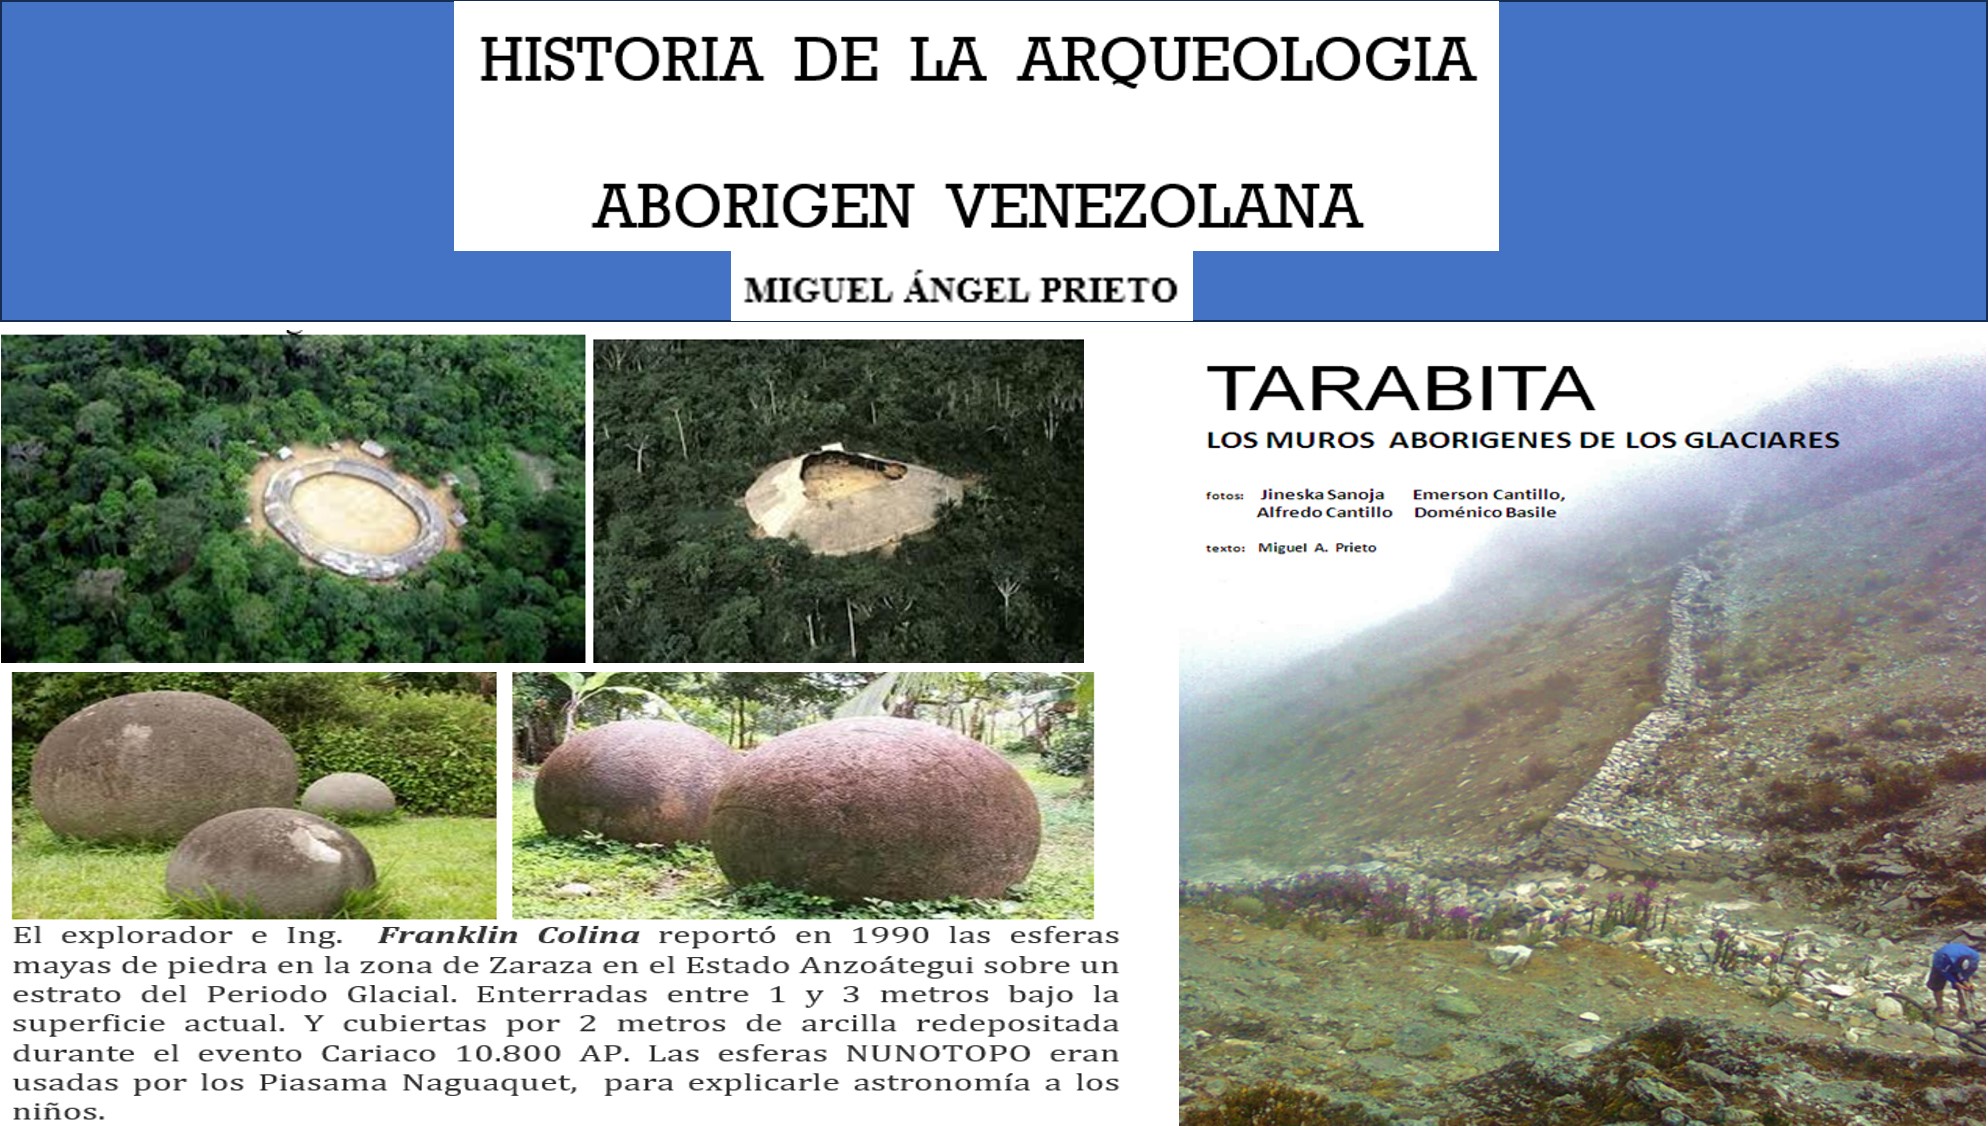 HISTORIA DE LA ARQUEOLOGIA
ABORIGEN VENEZOLANA
MIGUEL ÁNGEL PRIETO
TARABITA
LOS MUROS ABORIGENES DE LOS GLACIARES
fotos: Jineska Sanoja Emerson Cantillo,
Alfredo Cantillo Doménico Basile
texto: Miguel A. Prieto
El explorador e Ing. Franklin Colina reportó en 1990 las esferas
mayas de piedra en la zona de Zaraza en el Estado Anzoátegui sobre un
estrato del Periodo Glacial. Enterradas entre 1 y 3 metros bajo la
superficie actual. Y cubiertas por 2 metros de arcilla redepositada
durante el evento Cariaco 10.800 AP. Las esferas NUNOTOPO eran
usadas por los Piasama Naguaquet, para explicarle astronomía a los
niños.